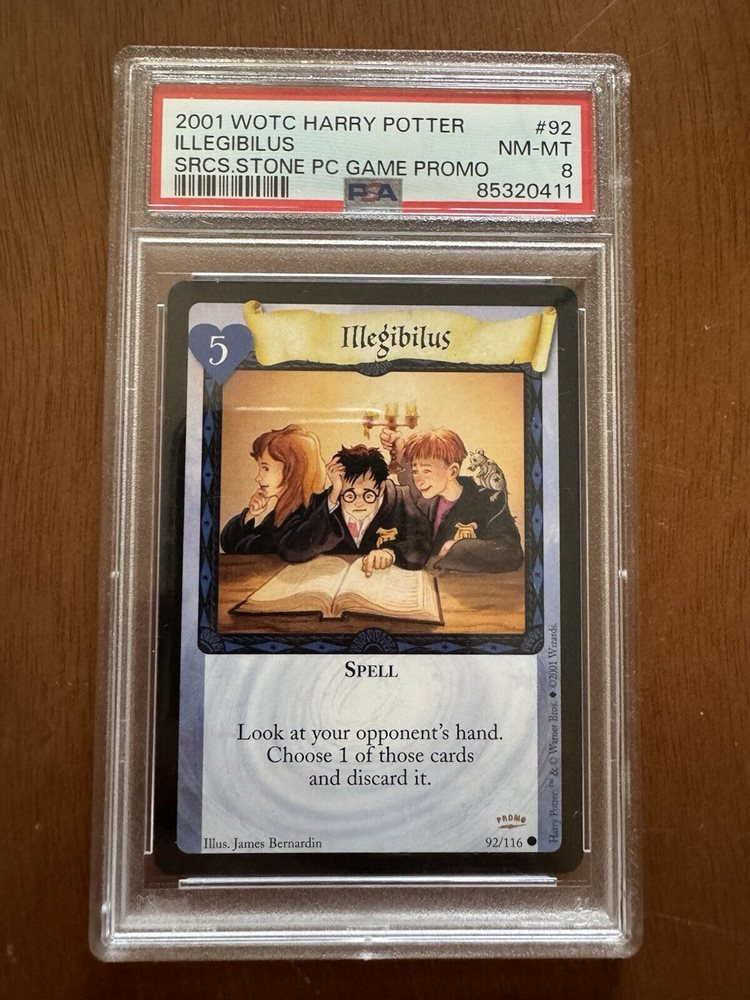 2001 WOTC HARRY POTTER #92
ILLEGIBILUS NM-MT
SRCS.STONE PC GAME PROMO 8
PSA 85320411
5
Illegibilus
SPELL
Look at your opponent's hand.
Choose 1 of those cards
and discard it.
PROMO
Illus. James Bernardin 92/116 ●
Harry Potter ™ & © Warner Bros. ◆ ©2001 Wizards.